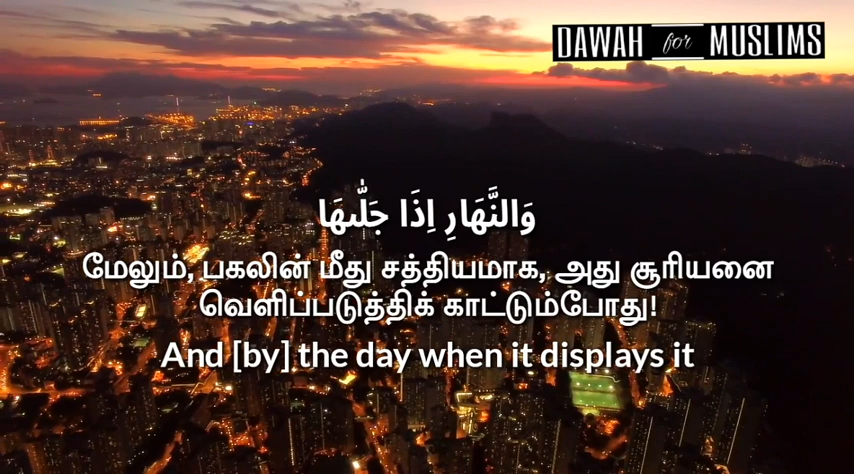 DAWAH for MUSLIMS
وَالنَّهَارِ اِذَا جَلّٰٮهَا
மேலும், பகலின் மீது சத்தியமாக, அது சூரியனை
வெளிப்படுத்திக் காட்டும்போது!
And [by] the day when it displays it